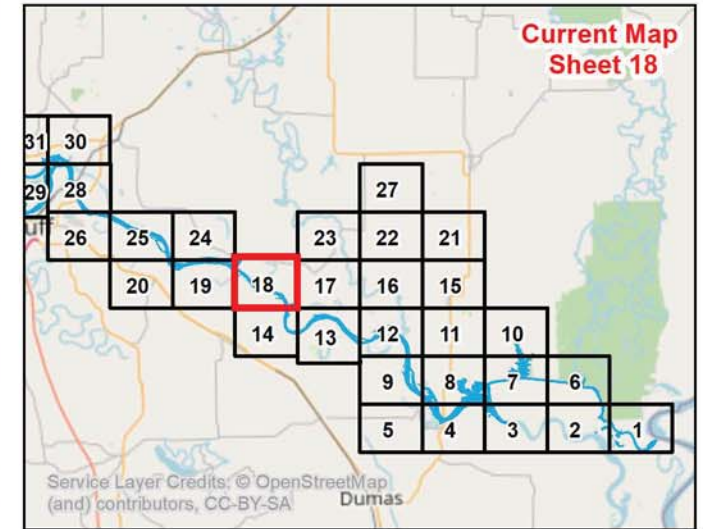 Current Map
Sheet 18
31 30
29 28 27
uff 26 25 24 23 22 21
20 19 18 17 16 15
14 13 12 11 10
9 8 7 6
5 4 3 2 1
Service Layer Credits: © OpenStreetMap
(and) contributors, CC-BY-SA
Dumas